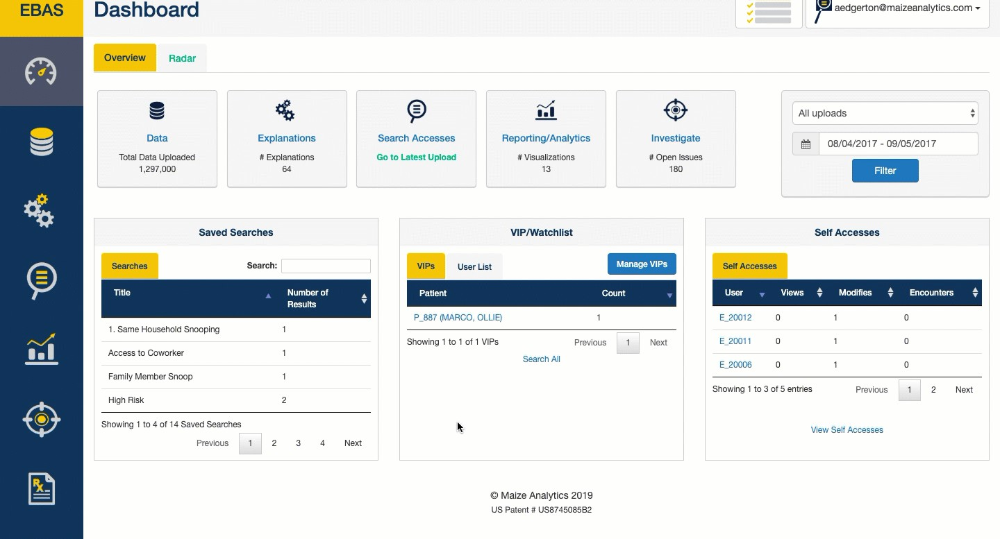 EBAS
Dashboard
aedgerton@maizeanalytics.com
Overview
Radar
Data
Total Data Uploaded
1,297,000
Explanations
# Explanations
64
Search Accesses
Go to Latest Upload
Reporting/Analytics
# Visualizations
13
Investigate
# Open Issues
180
All uploads
08/04/2017 - 09/05/2017
Filter
Saved Searches
Searches
Search:
Title
Number of
Results
1. Same Household Snooping 1
Access to Coworker 1
Family Member Snoop 1
High Risk 2
Showing 1 to 4 of 14 Saved Searches
Previous 1 2 3 4 Next
VIP/Watchlist
VIPs User List Manage VIPs
Patient Count
P_887 (MARCO, OLLIE) 1
Showing 1 to 1 of 1 VIPs Previous 1 Next
Search All
Self Accesses
Self Accesses
User Views Modifies Encounters
E_20012 0 1 0
E_20011 0 1 0
E_20006 0 1 0
Showing 1 to 3 of 5 entries Previous 1 2 Next
View Self Accesses
Rx
© Maize Analytics 2019
US Patent # US8745085B2